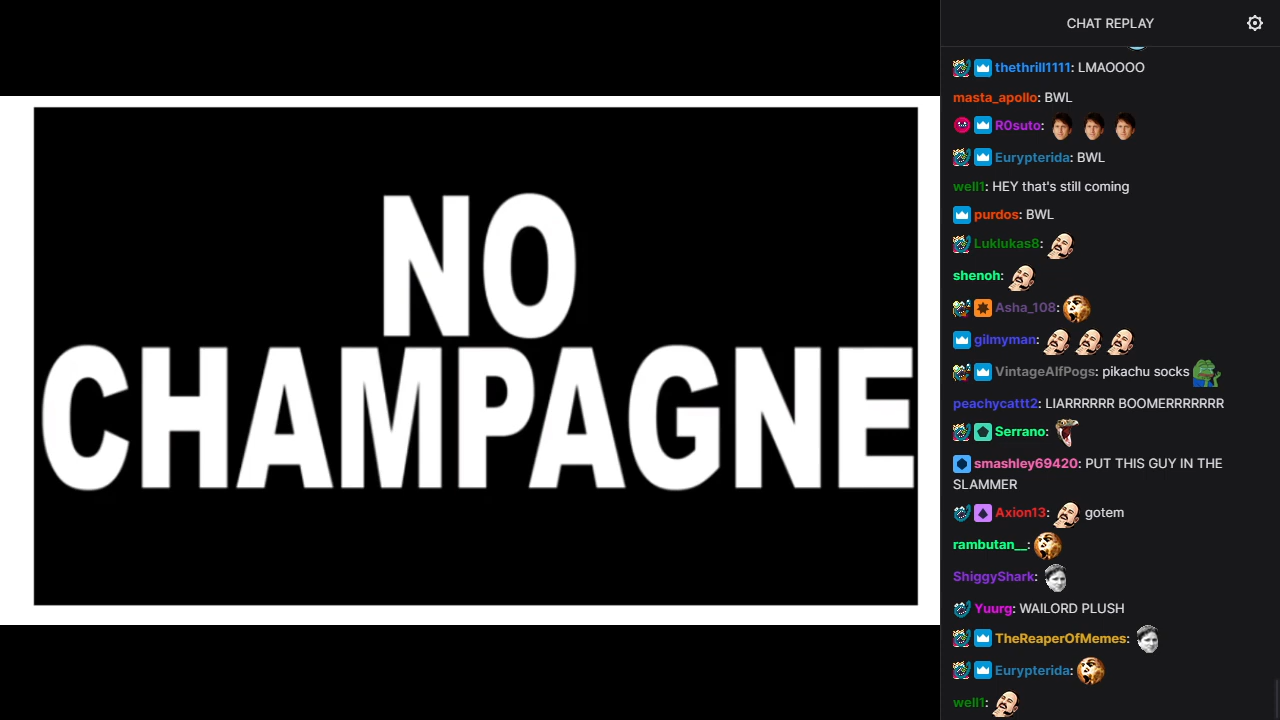 NO
CHAMPAGNE
CHAT REPLAY
thethrill1111: LMAOOOO
masta_apollo: BWL
R0suto:
Eurypterida: BWL
well1: HEY that's still coming
purdos: BWL
Luklukas8:
shenoh:
Asha_108:
gilmyman:
VintageAlfPogs: pikachu socks
peachycattt2: LIARRRRRR BOOMERRRRRRR
Serrano:
smashley69420: PUT THIS GUY IN THE
SLAMMER
Axion13: gotem
rambutan__:
ShiggyShark:
Yuurg: WAILORD PLUSH
TheReaperOfMemes:
Eurypterida:
well1: